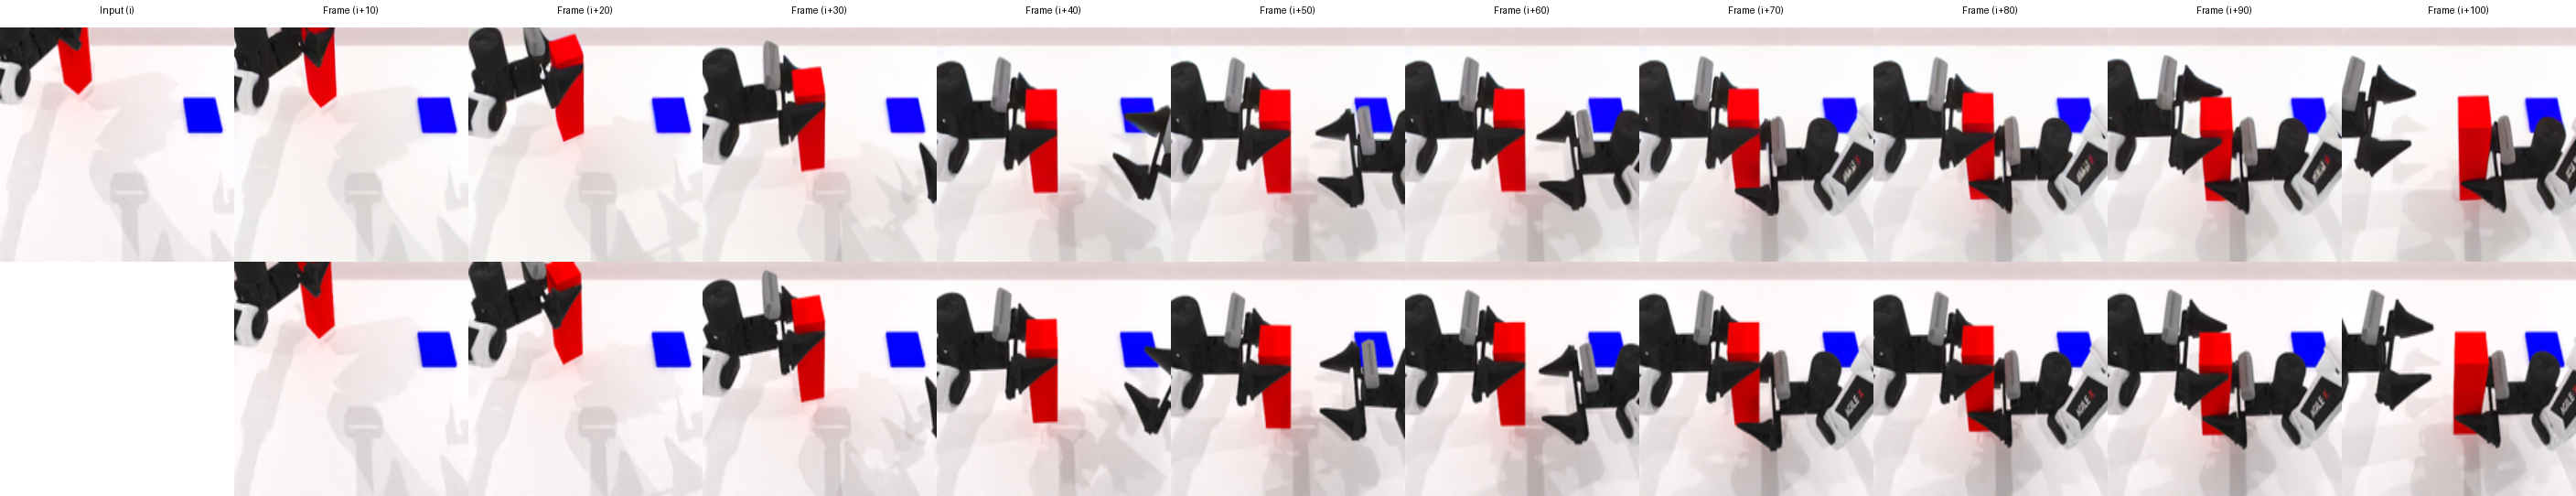 Input (i)
Frame (i+10)
Frame (i+20)
Frame (i+30)
Frame (i+40)
Frame (i+50)
Frame (i+60)
Frame (i+70)
Frame (i+80)
Frame (i+90)
Frame (i+100)